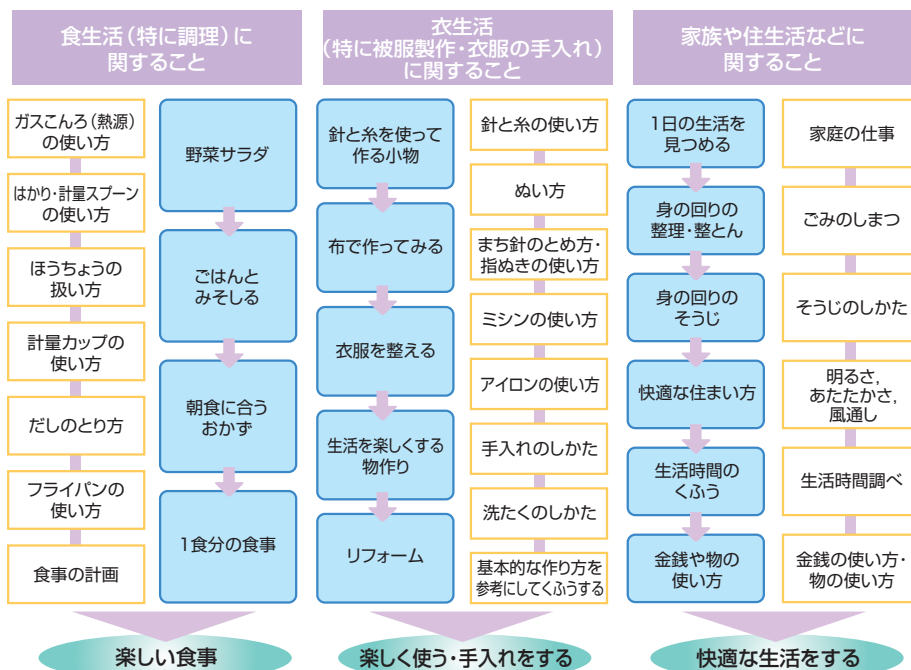 食生活(特に調理)に
関すること
ガスこんろ(熱源)
の使い方
はかり・計量スプーン
の使い方
ほうちょうの
扱い方
計量カップの
使い方
だしのとり方
フライパンの
使い方
食事の計画
野菜サラダ
ごはんと
みそしる
朝食に合う
おかず
1食分の食事
楽しい食事
衣生活
(特に被服製作・衣服の手入れ)
に関すること
針と糸を使って
作る小物
布で作ってみる
衣服を整える
生活を楽しくする
物作り
リフォーム
針と糸の使い方
ぬい方
まち針のとめ方・
指ぬきの使い方
ミシンの使い方
アイロンの使い方
手入れのしかた
洗たくのしかた
基本的な作り方を
参考にしてくふうする
楽しく使う・手入れをする
家族や住生活などに
関すること
1日の生活を
見つめる
身の回りの
整理・整とん
身の回りの
そうじ
快適な住まい方
生活時間の
くふう
金銭や物の
使い方
家庭の仕事
ごみのしまつ
そうじのしかた
明るさ,
あたたかさ,
風通し
生活時間調べ
金銭の使い方・
物の使い方
快適な生活をする